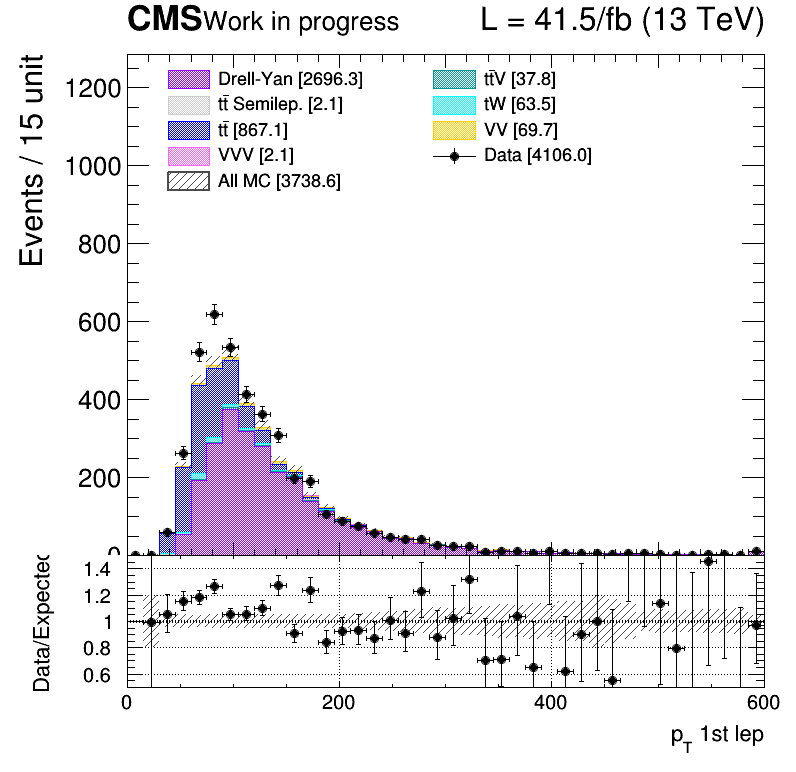 CMS Work in progress L = 41.5/fb (13 TeV)
Events / 15 unit
1200
1000
800
600
400
200
0
Drell-Yan [2696.3]
tt̄ Semilep. [2.1]
tt̄ [867.1]
VVV [2.1]
All MC [3738.6]
tt̄V [37.8]
tW [63.5]
VV [69.7]
Data [4106.0]
Data/Expected
1.4
1.2
1
0.8
0.6
0 200 400 600
p_T 1st lep